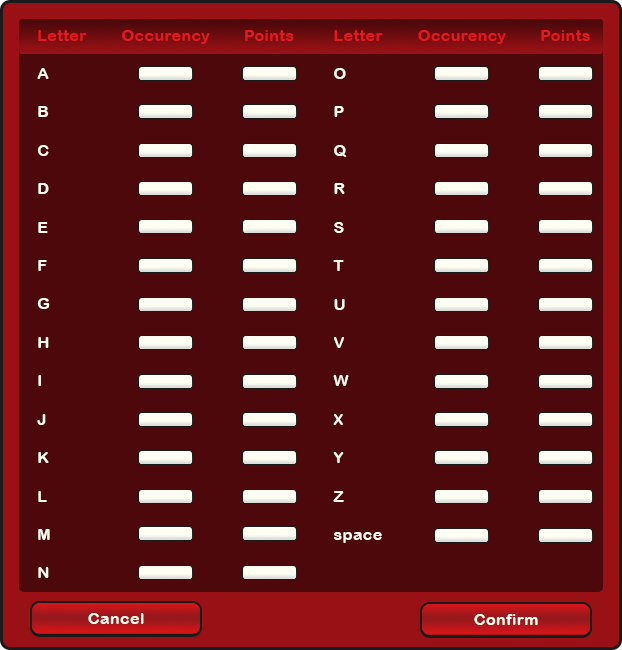 Letter Occurency Points Letter Occurency Points
A O
B P
C Q
D R
E S
F T
G U
H V
I W
J X
K Y
L Z
M space
N
Cancel Confirm